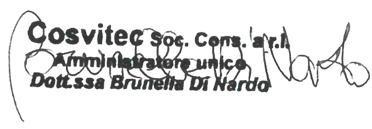 Cosvitec Soc. Cons. a r.l.
Amministratore unico
Dott.ssa Brunella Di Nardo